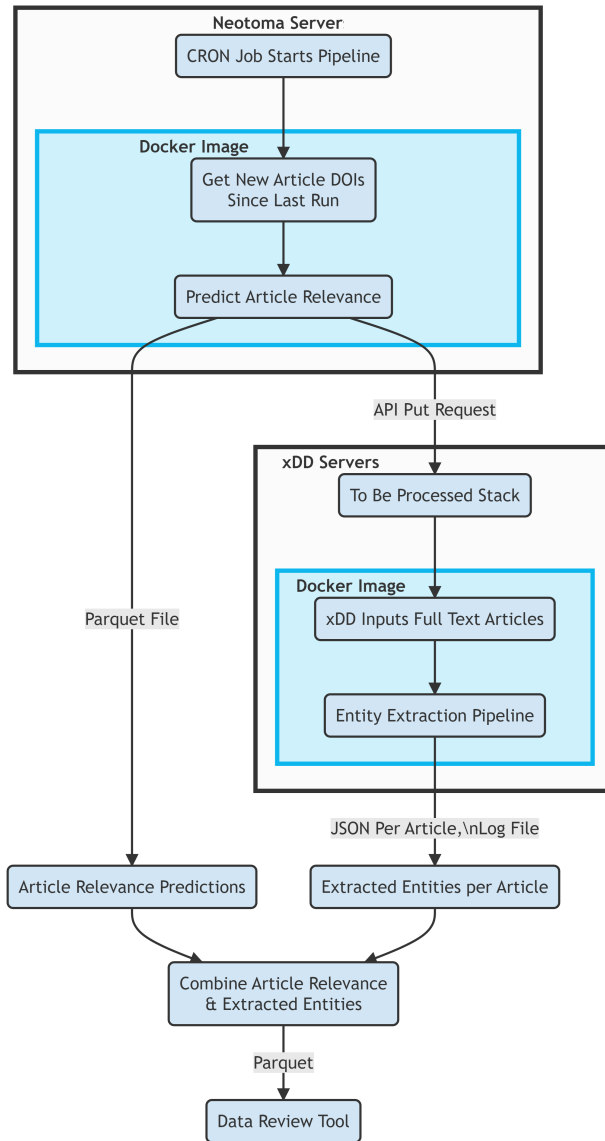 Neotoma Servers
CRON Job Starts Pipeline
Docker Image
Get New Article DOIs
Since Last Run
Predict Article Relevance
API Put Request
xDD Servers
To Be Processed Stack
Docker Image
xDD Inputs Full Text Articles
Parquet File
Entity Extraction Pipeline
JSON Per Article,\nLog File
Article Relevance Predictions
Extracted Entities per Article
Combine Article Relevance
& Extracted Entities
Parquet
Data Review Tool